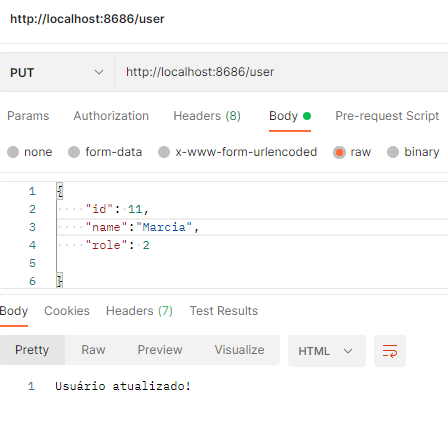 http://localhost:8686/user
PUT http://localhost:8686/user
Params Authorization Headers (8) Body Pre-request Script
none form-data x-www-form-urlencoded raw binary
1 {
2 "id": 11,
3 "name":"Marcia",
4 "role": 2
5
6 }
Body Cookies Headers (7) Test Results
Pretty Raw Preview Visualize HTML
1 Usuário atualizado!